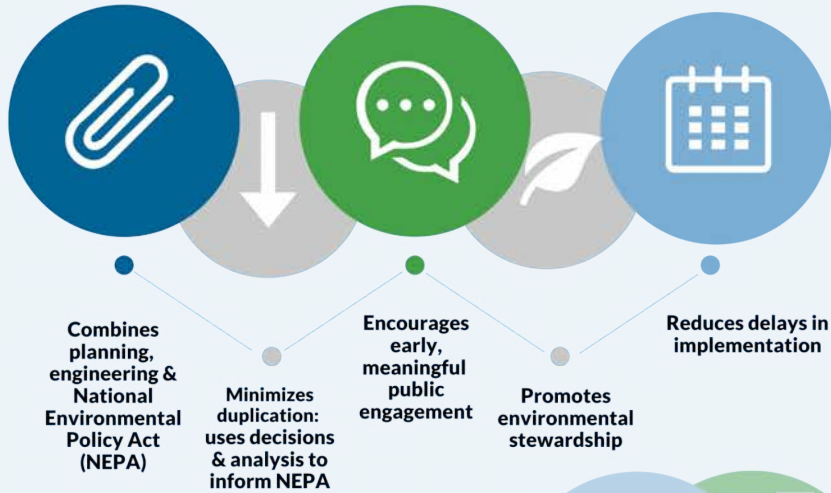 Combines
planning,
engineering &
National
Environmental
Policy Act
(NEPA)
Minimizes
duplication:
uses decisions
& analysis to
inform NEPA
Encourages
early,
meaningful
public
engagement
Promotes
environmental
stewardship
Reduces delays in
implementation